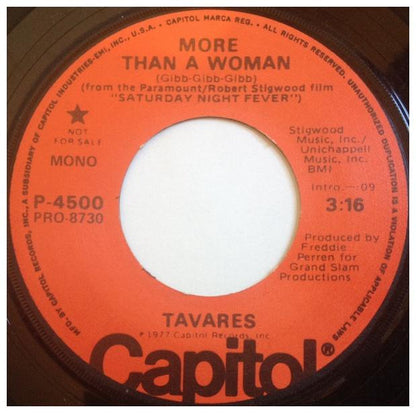 A SUBSIDIARY OF CAPITOL INDUSTRIES-EMI, INC., U.S.A. • CAPITOL MARCA REG. • ALL RIGHTS RESERVED. UNAUTHORIZED DUPLICATION IS A VIOLATION OF APPLICABLE LAWS
MFD. BY CAPITOL RECORDS, INC.,
MORE
THAN A WOMAN
(Gibb-Gibb-Gibb)
(from the Paramount/Robert Stigwood film
"SATURDAY NIGHT FEVER")
★
NOT
FOR SALE
MONO
P-4500
PRO-8730
Stigwood
Music, Inc./
Unichappell
Music, Inc.
BMI
Intro.—:09
3:16
Produced by
Freddie
Perren for
Grand Slam
Productions
TAVARES
℗1977 Capitol Records, Inc.
Capitol®